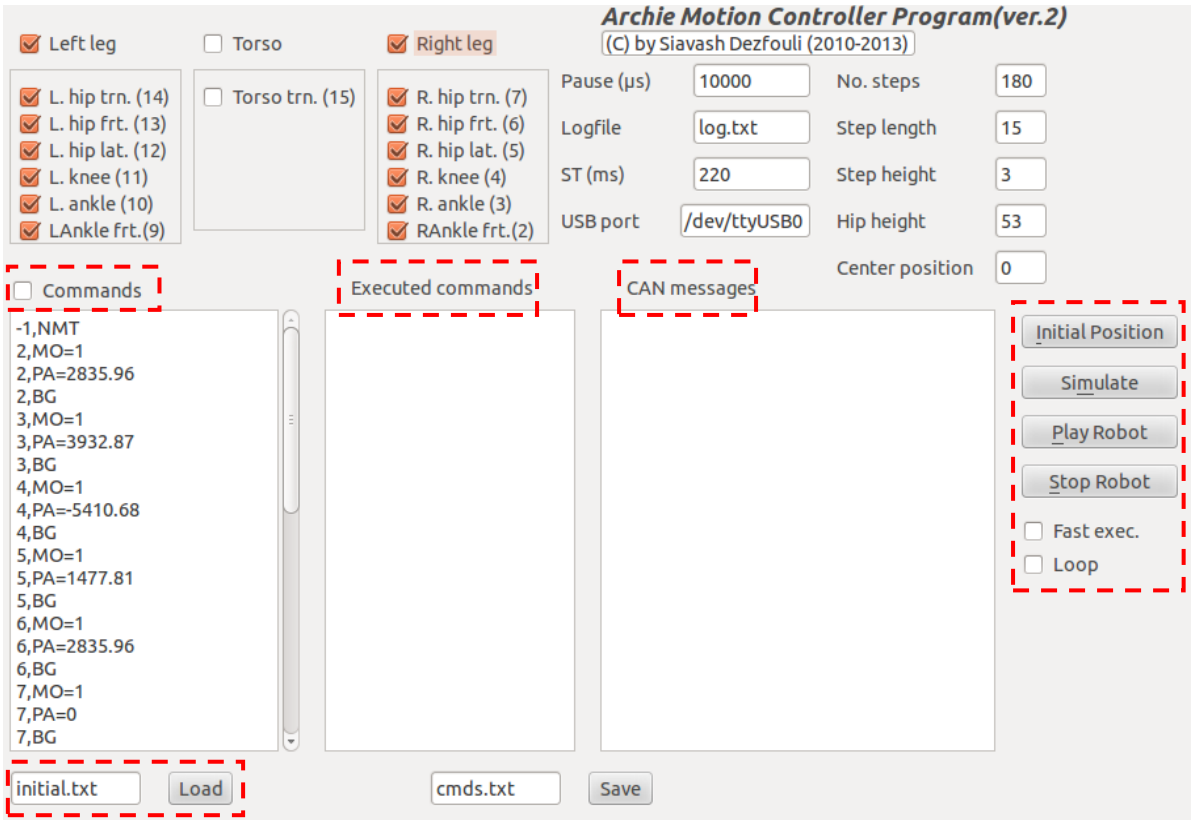 Archie Motion Controller Program(ver.2)
(C) by Siavash Dezfouli (2010-2013)
Left leg
L. hip trn. (14)
L. hip frt. (13)
L. hip lat. (12)
L. knee (11)
L. ankle (10)
LAnkle frt.(9)
Torso
Torso trn. (15)
Right leg
R. hip trn. (7)
R. hip frt. (6)
R. hip lat. (5)
R. knee (4)
R. ankle (3)
RAnkle frt.(2)
Pause (µs) 10000
Logfile log.txt
ST (ms) 220
USB port /dev/ttyUSB0
No. steps 180
Step length 15
Step height 3
Hip height 53
Center position 0
Commands
-1,NMT
2,MO=1
2,PA=2835.96
2,BG
3,MO=1
3,PA=3932.87
3,BG
4,MO=1
4,PA=-5410.68
4,BG
5,MO=1
5,PA=1477.81
5,BG
6,MO=1
6,PA=2835.96
6,BG
7,MO=1
7,PA=0
7,BG
Executed commands
CAN messages
Initial Position
Simulate
Play Robot
Stop Robot
Fast exec.
Loop
initial.txt Load
cmds.txt Save